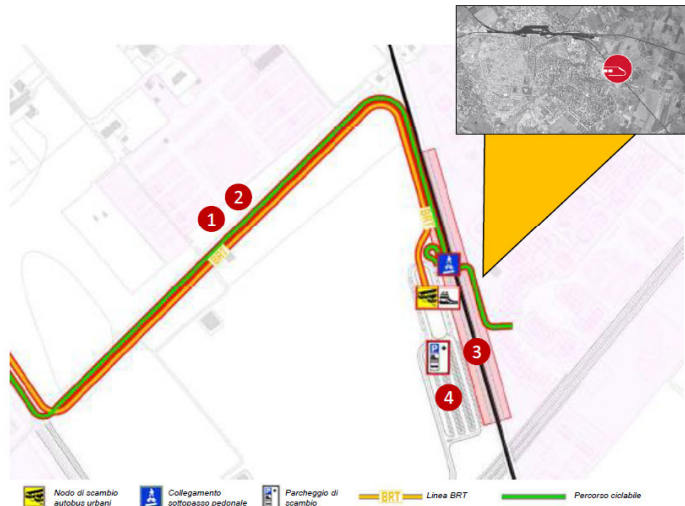 2
1
BRT
BRT
3
P
4
Nodo di scambio
autobus urbani
Collegamento
sottopasso pedonale
P
Parcheggio di
scambio
BRT
Linea BRT
Percorso ciclabile